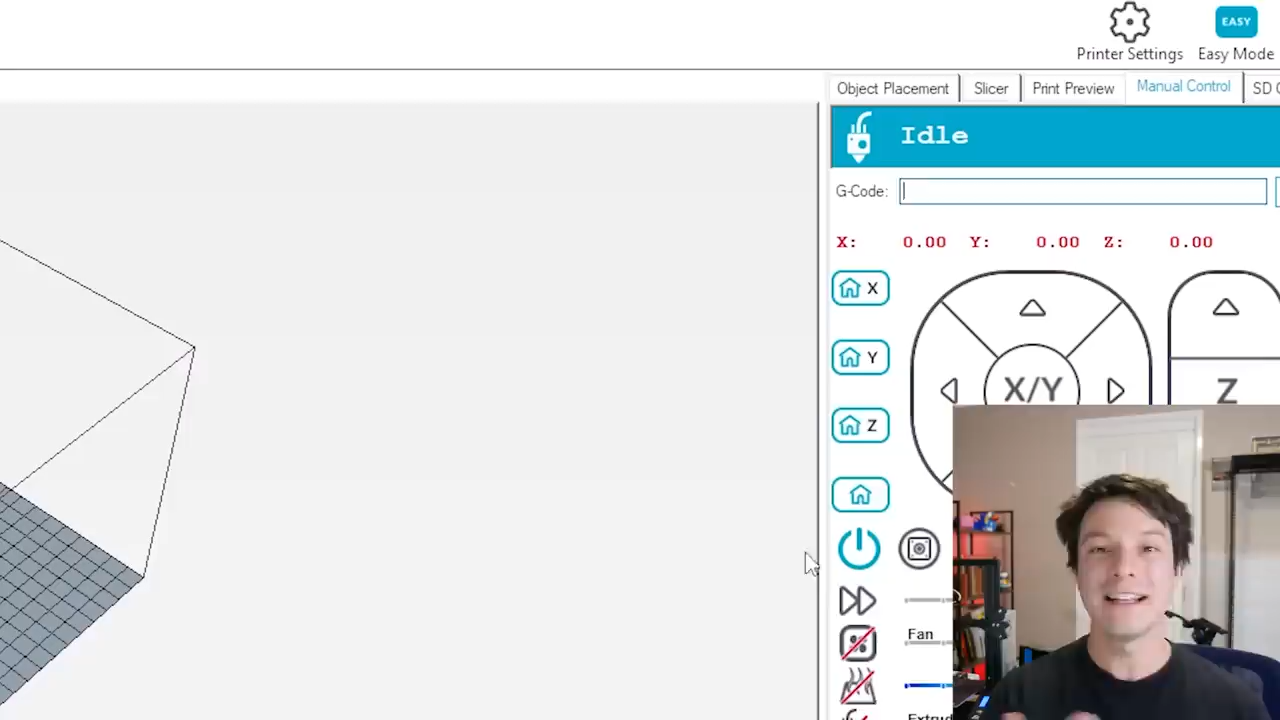 EASY
Printer Settings
Easy Mode
Object Placement
Slicer
Print Preview
Manual Control
SD
Idle
G-Code:
X: 0.00 Y: 0.00 Z: 0.00
X
Y
Z
X/Y
Z
Fan